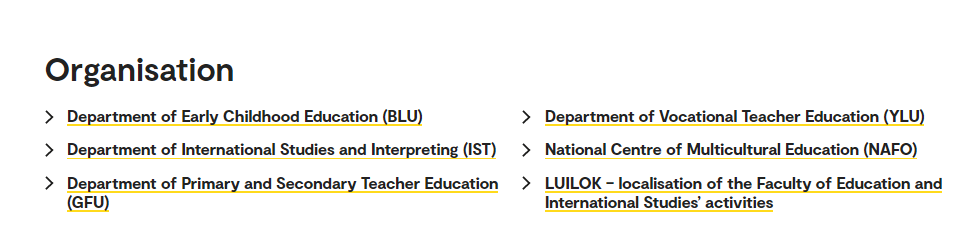 Organisation
Department of Early Childhood Education (BLU)
Department of International Studies and Interpreting (IST)
Department of Primary and Secondary Teacher Education
(GFU)
Department of Vocational Teacher Education (YLU)
National Centre of Multicultural Education (NAFO)
LUILOK – localisation of the Faculty of Education and
International Studies’ activities